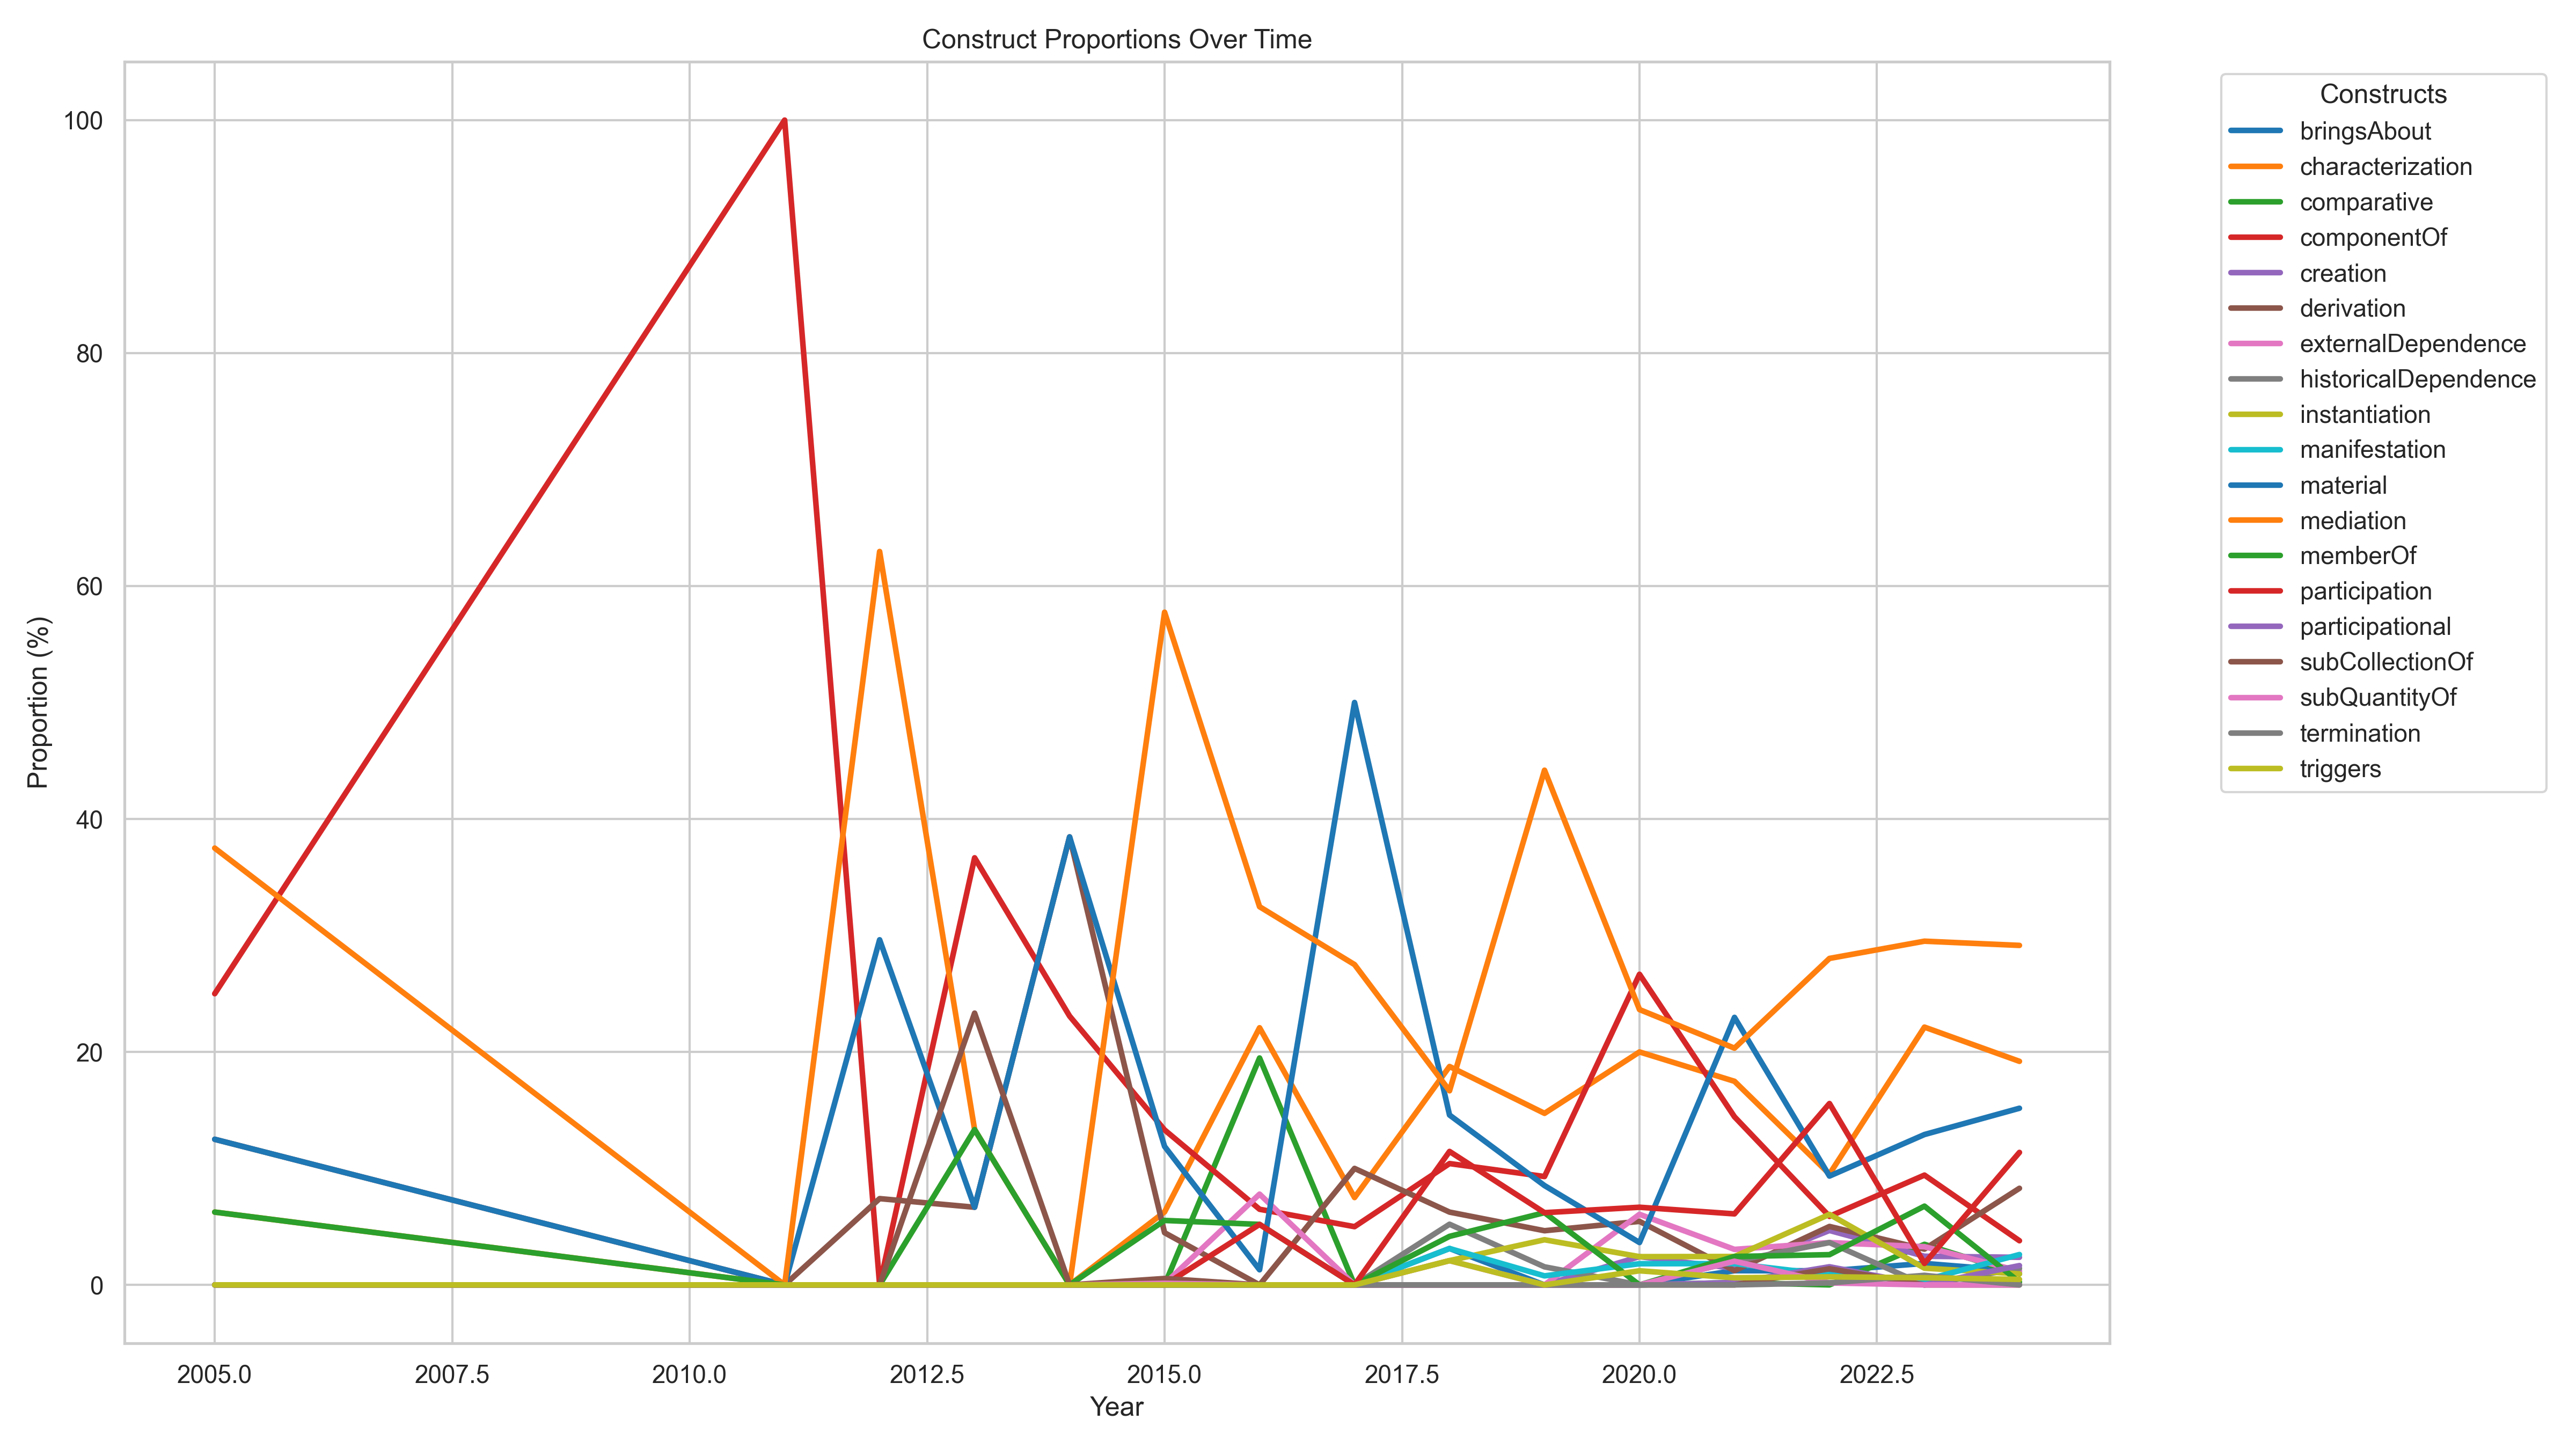 Construct Proportions Over Time
Proportion (%)
100
80
60
40
20
0
2005.0 2007.5 2010.0 2012.5 2015.0 2017.5 2020.0 2022.5
Year
Constructs
bringsAbout
characterization
comparative
componentOf
creation
derivation
externalDependence
historicalDependence
instantiation
manifestation
material
mediation
memberOf
participation
participational
subCollectionOf
subQuantityOf
termination
triggers